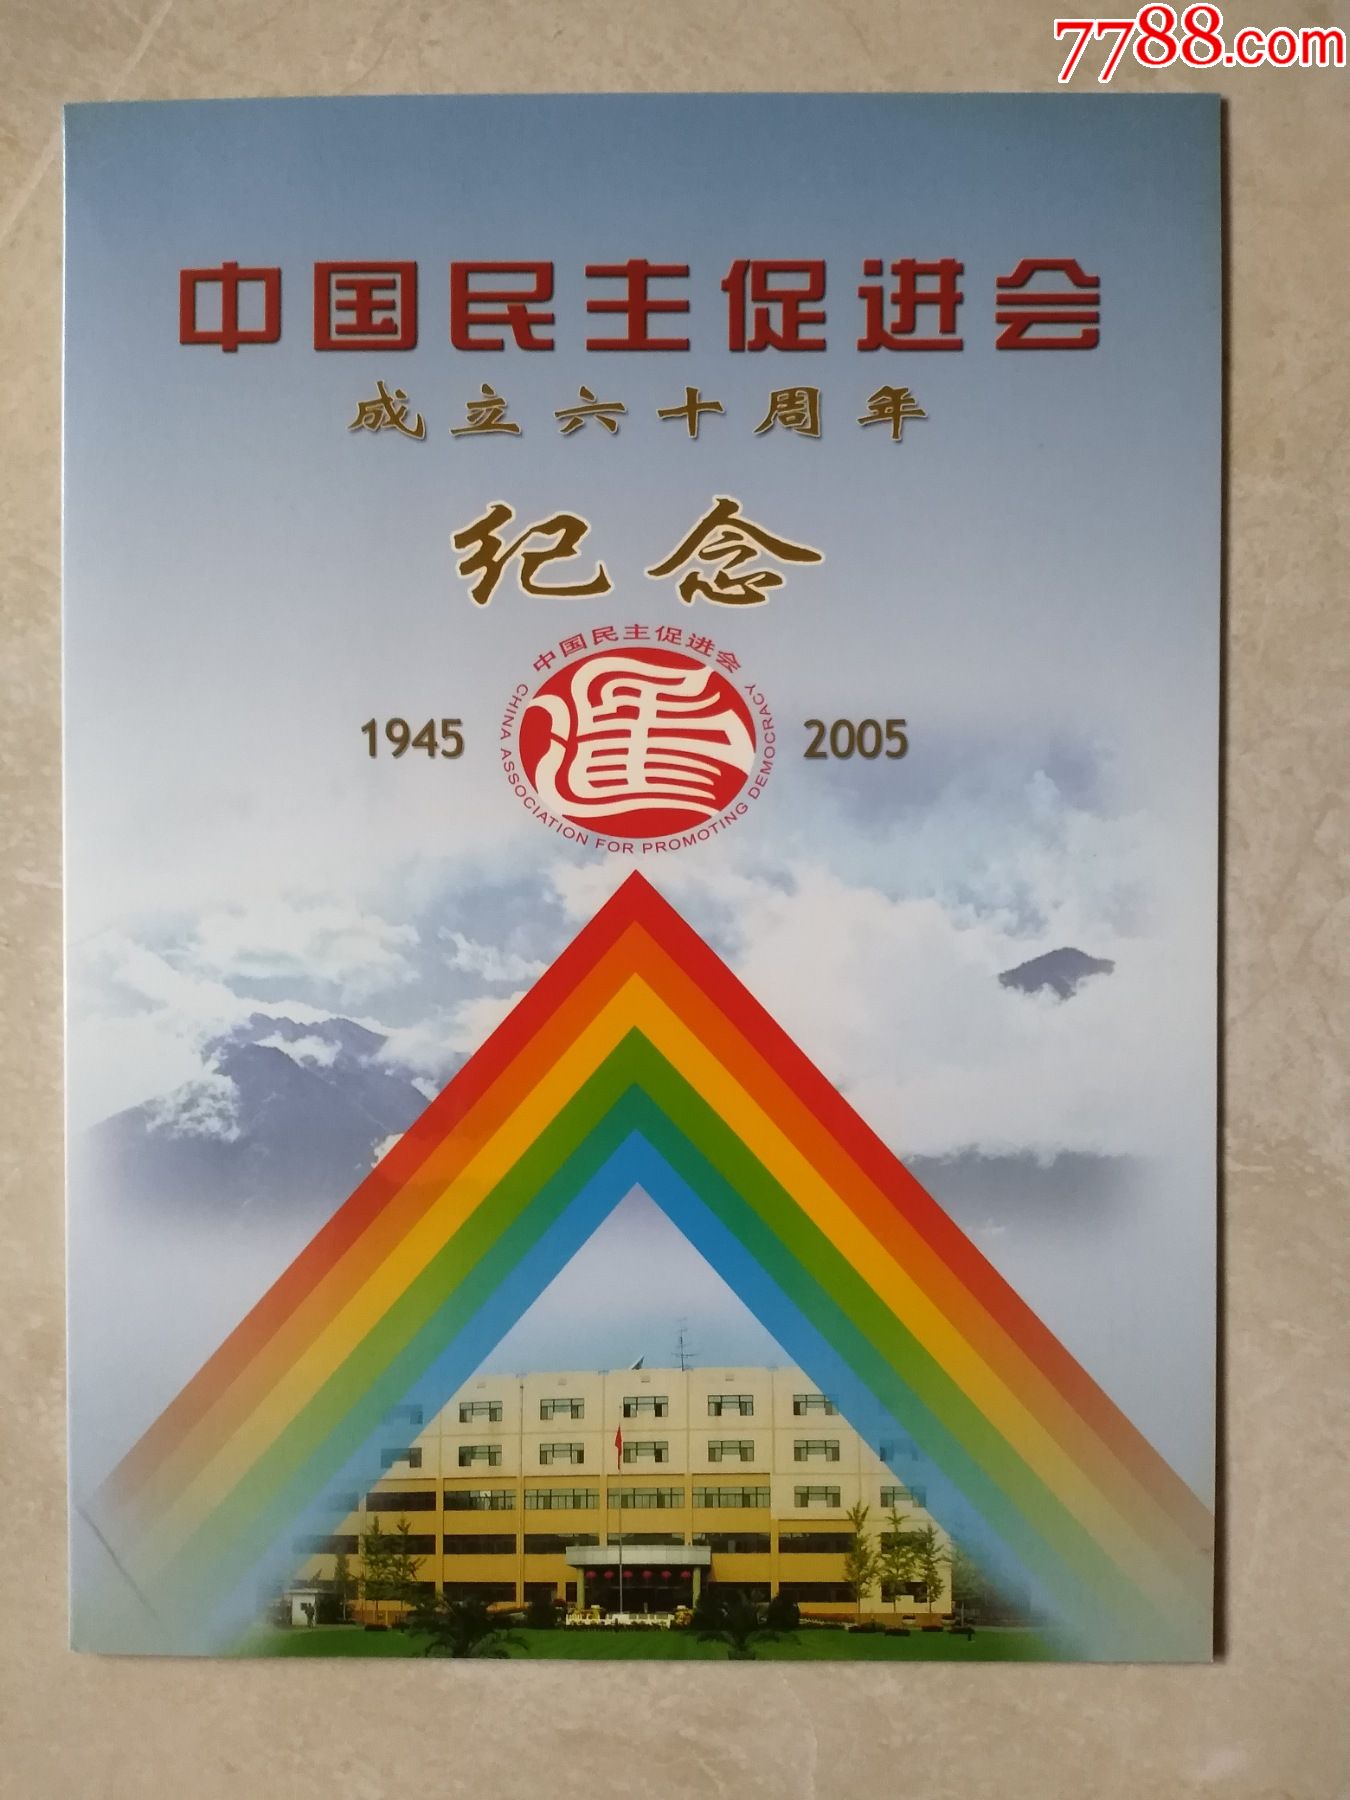 7788.com
中国民主促进会
成立六十周年
纪念
中国民主促进会
1945
2005
CHINA ASSOCIATION FOR PROMOTING DEMOCRACY